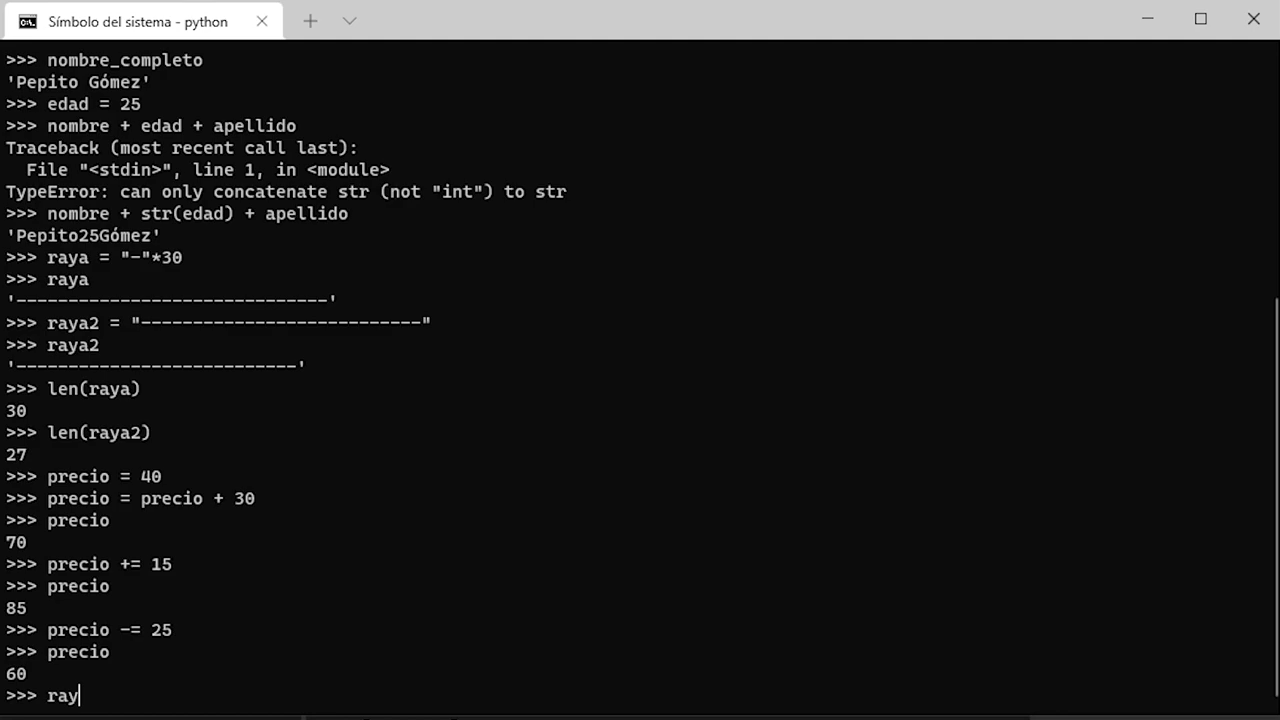 Símbolo del sistema - python
>>> nombre_completo
'Pepito Gómez'
>>> edad = 25
>>> nombre + edad + apellido
Traceback (most recent call last):
  File "<stdin>", line 1, in <module>
TypeError: can only concatenate str (not "int") to str
>>> nombre + str(edad) + apellido
'Pepito25Gómez'
>>> raya = "-"*30
>>> raya
'------------------------------'
>>> raya2 = "---------------------------"
>>> raya2
'---------------------------'
>>> len(raya)
30
>>> len(raya2)
27
>>> precio = 40
>>> precio = precio + 30
>>> precio
70
>>> precio += 15
>>> precio
85
>>> precio -= 25
>>> precio
60
>>> ray